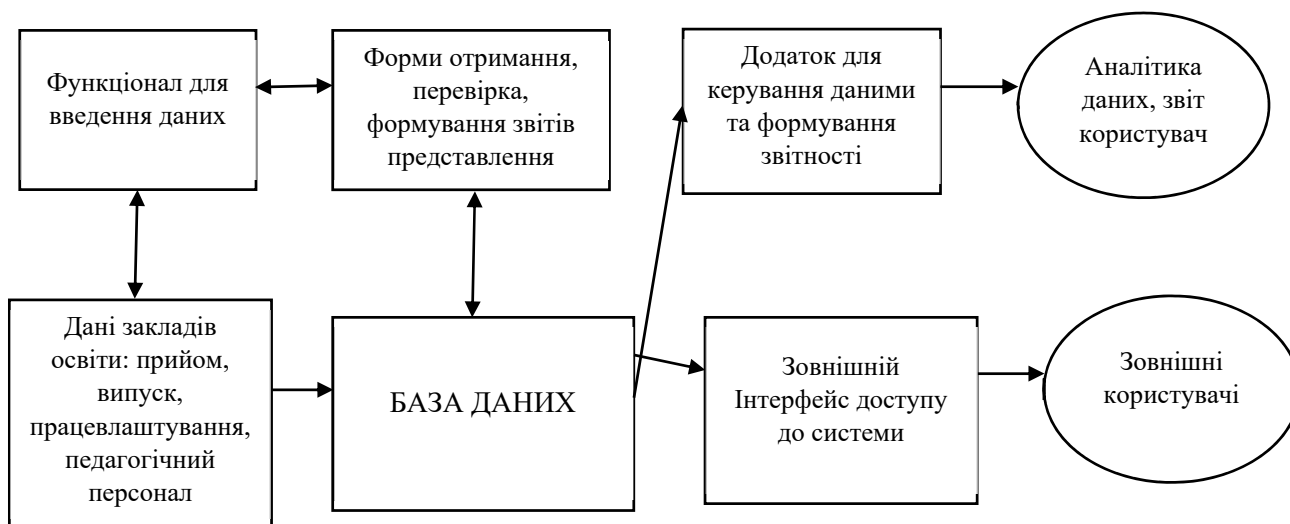 Функціонал для
введення даних
Форми отримання,
перевірка,
формування звітів
представлення
Додаток для
керування даними
та формування
звітності
Аналітика
даних, звіт
користувач
Дані закладів
освіти: прийом,
випуск,
працевлаштування,
педагогічний
персонал
БАЗА ДАНИХ
Зовнішній
Інтерфейс доступу
до системи
Зовнішні
користувачі